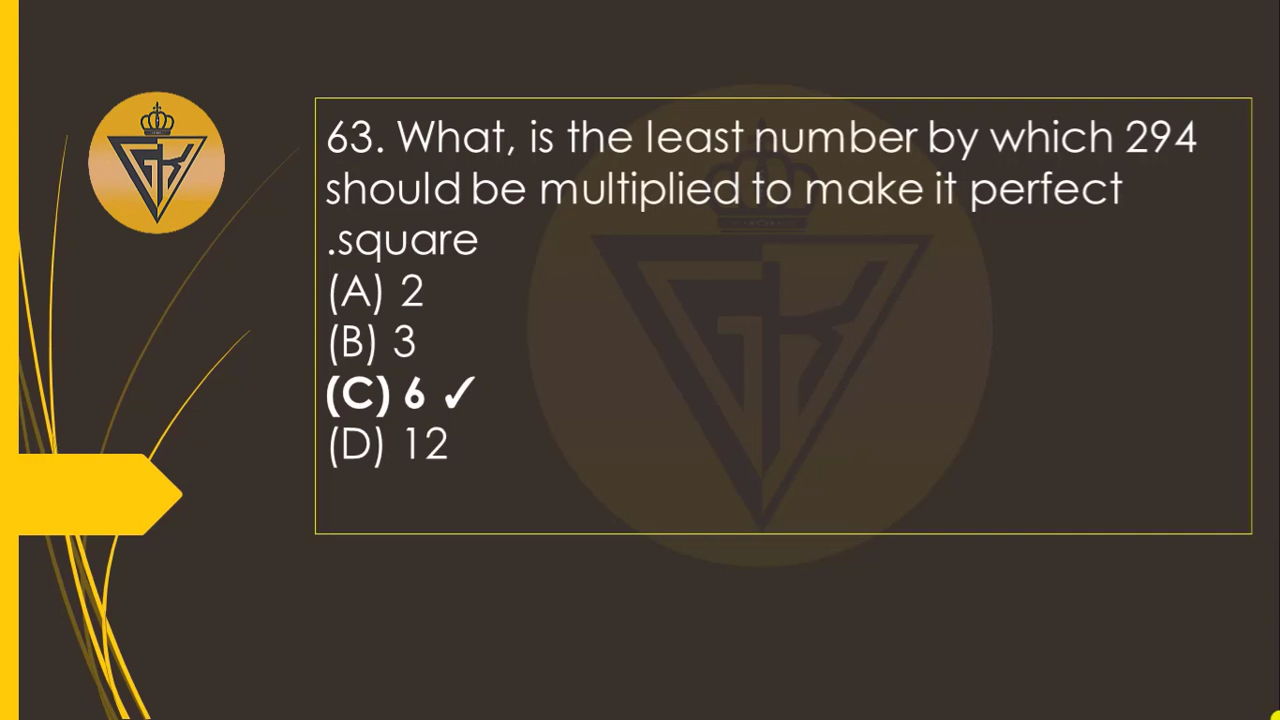 63. What, is the least number by which 294
should be multiplied to make it perfect
.square
(A) 2
(B) 3
(C) 6 ✓
(D) 12